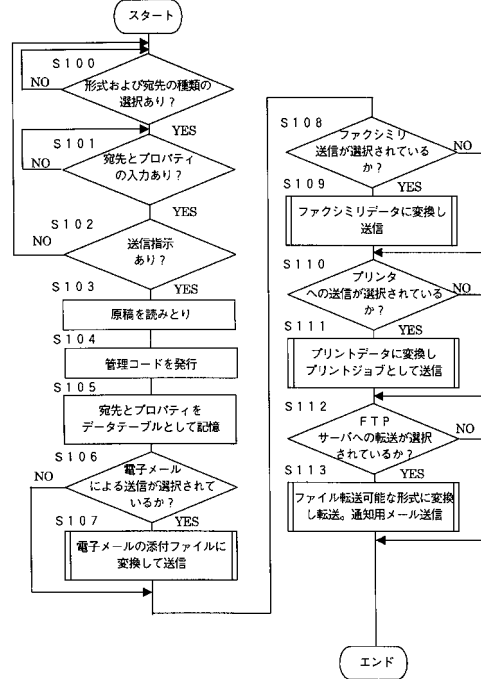 スタート
S100
形式および宛先の種類の
選択あり？
NO
YES
S101
宛先とプロパティ
の入力あり？
NO
YES
S102
送信指示
あり？
NO
YES
S103
原稿を読みとり
S104
管理コードを発行
S105
宛先とプロパティを
データテーブルとして記憶
S106
電子メール
による送信が選択されて
いるか？
NO
YES
S107
電子メールの添付ファイルに
変換して送信
S108
ファクシミリ
送信が選択されている
か？
NO
YES
S109
ファクシミリデータに変換し
送信
S110
プリンタ
への送信が選択されている
か？
NO
YES
S111
プリントデータに変換し
プリントジョブとして送信
S112
FTP
サーバへの転送が選択
されているか？
NO
YES
S113
ファイル転送可能な形式に変換
し転送。通知用メール送信
エンド